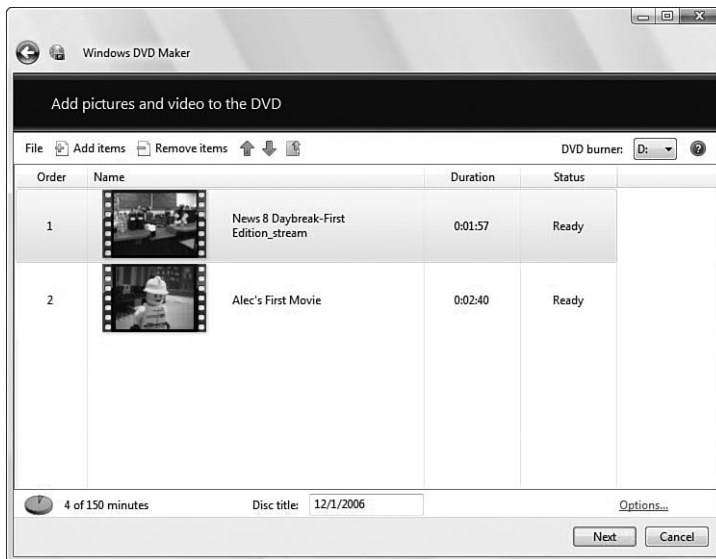 Windows DVD Maker
Add pictures and video to the DVD
File Add items Remove items DVD burner: D:
Order Name Duration Status
1 News 8 Daybreak-First Edition_stream 0:01:57 Ready
2 Alec's First Movie 0:02:40 Ready
4 of 150 minutes Disc title: 12/1/2006 Options...
Next Cancel